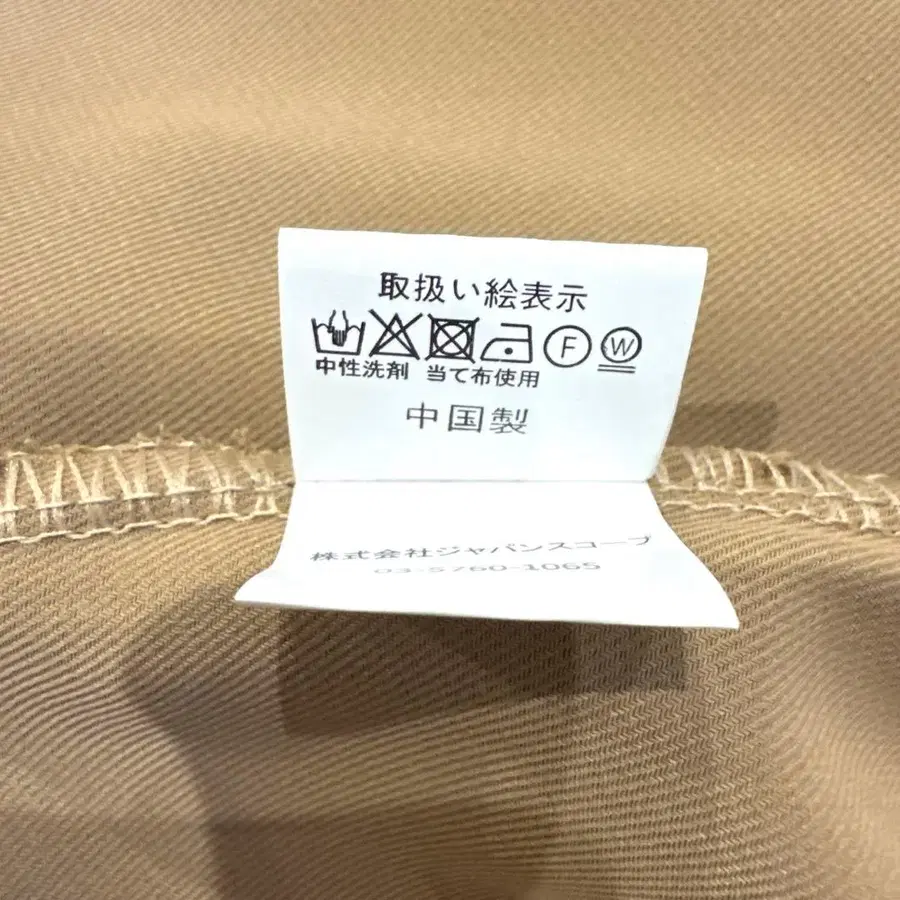 取扱い絵表示
F W
中性洗剤 当て布使用
中国製
株式会社ジャパンスコープ
03-5760-1065